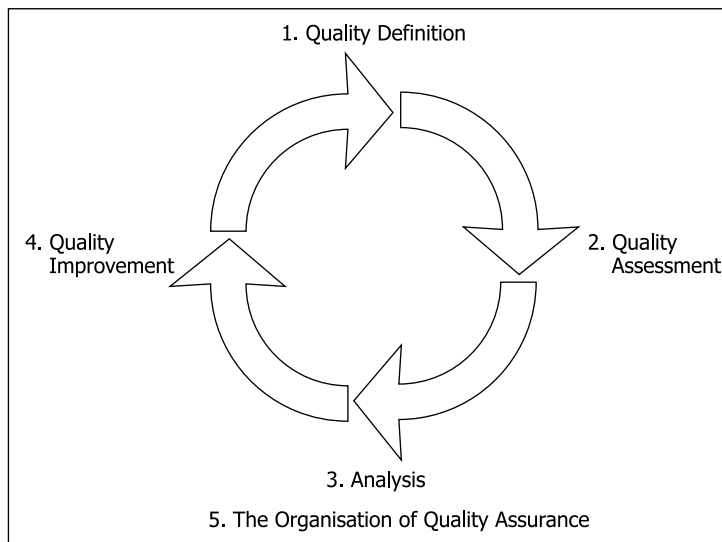 1. Quality Definition
2. Quality
Assessment
3. Analysis
4. Quality
Improvement
5. The Organisation of Quality Assurance